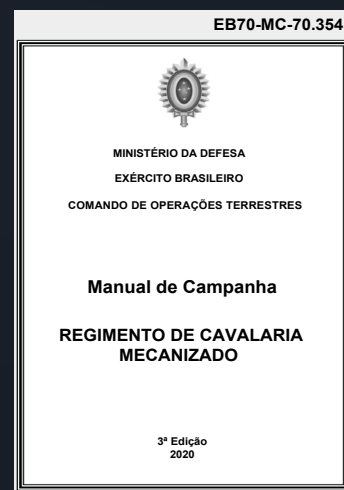 EB70-MC-70.354
MINISTÉRIO DA DEFESA
EXÉRCITO BRASILEIRO
COMANDO DE OPERAÇÕES TERRESTRES
Manual de Campanha
REGIMENTO DE CAVALARIA
MECANIZADO
3ª Edição
2020